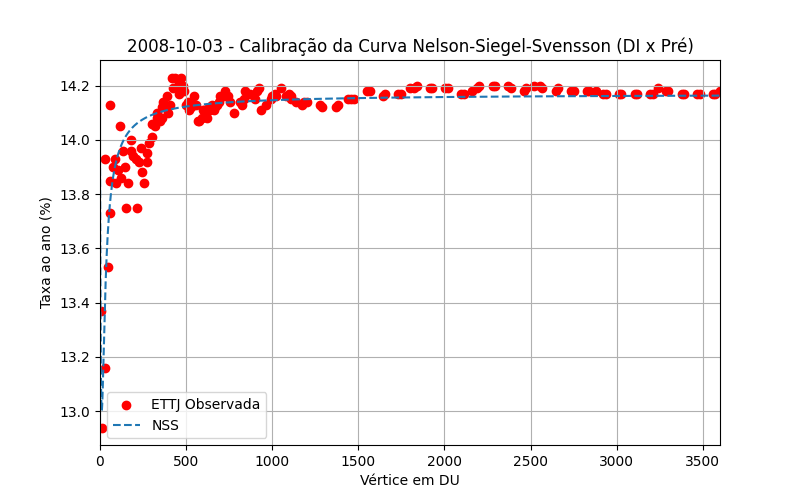 2008-10-03 - Calibração da Curva Nelson-Siegel-Svensson (DI x Pré)
Taxa ao ano (%)
14.2
14.0
13.8
13.6
13.4
13.2
13.0
ETTJ Observada
NSS
0 500 1000 1500 2000 2500 3000 3500
Vértice em DU